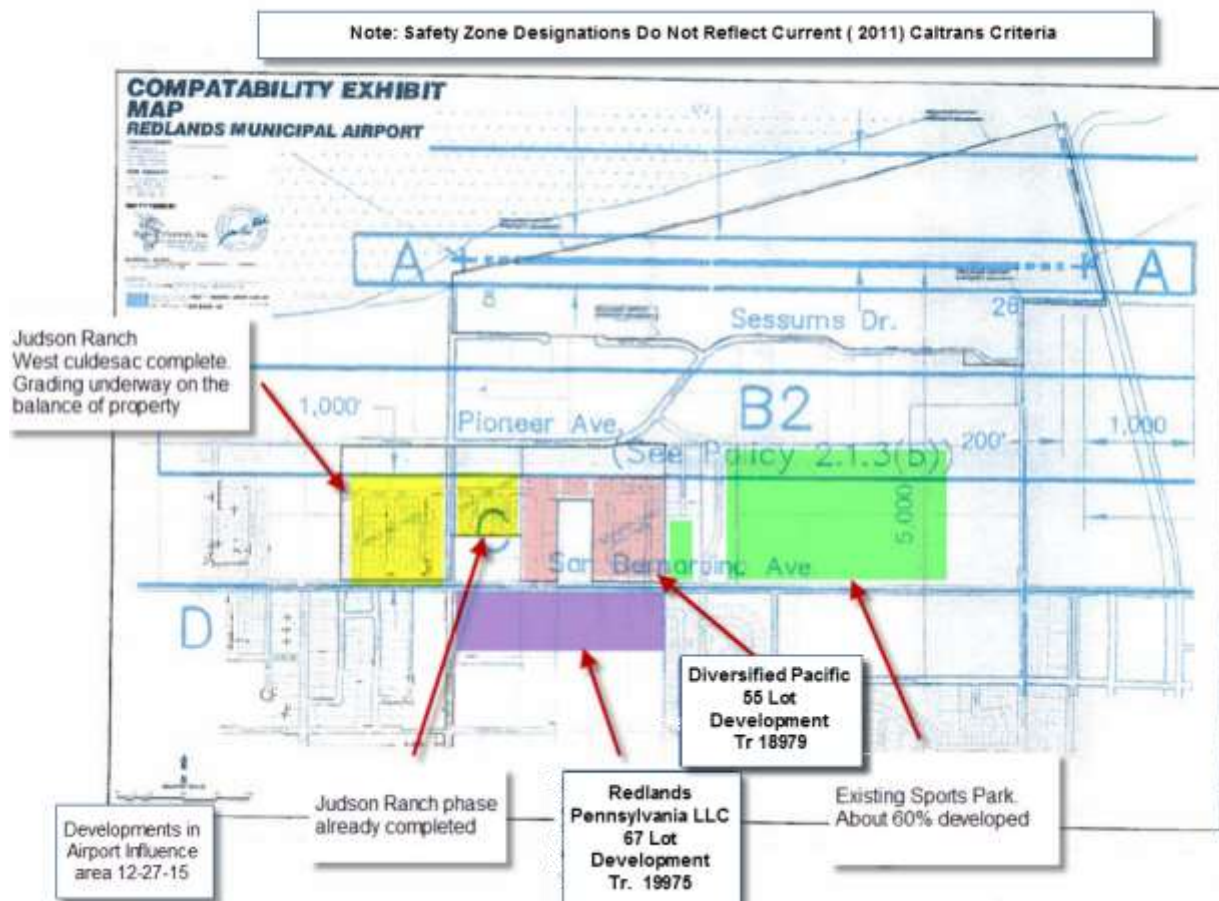 Note: Safety Zone Designations Do Not Reflect Current ( 2011) Caltrans Criteria
COMPATABILITY EXHIBIT
MAP
REDLANDS MUNICIPAL AIRPORT
A
A
8
26
Sessums Dr.
Judson Ranch
West culdesac complete.
Grading underway on the
balance of property
1,000'
Pioneer Ave.
B2
(See Policy 2.1.3(b))
200'
1,000
5,000'
C
San Bernardino Ave.
D
Diversified Pacific
55 Lot
Development
Tr 18979
Judson Ranch phase
already completed
Redlands
Pennsylvania LLC
67 Lot
Development
Tr. 19975
Existing Sports Park.
About 60% developed
Developments in
Airport Influence
area 12-27-15